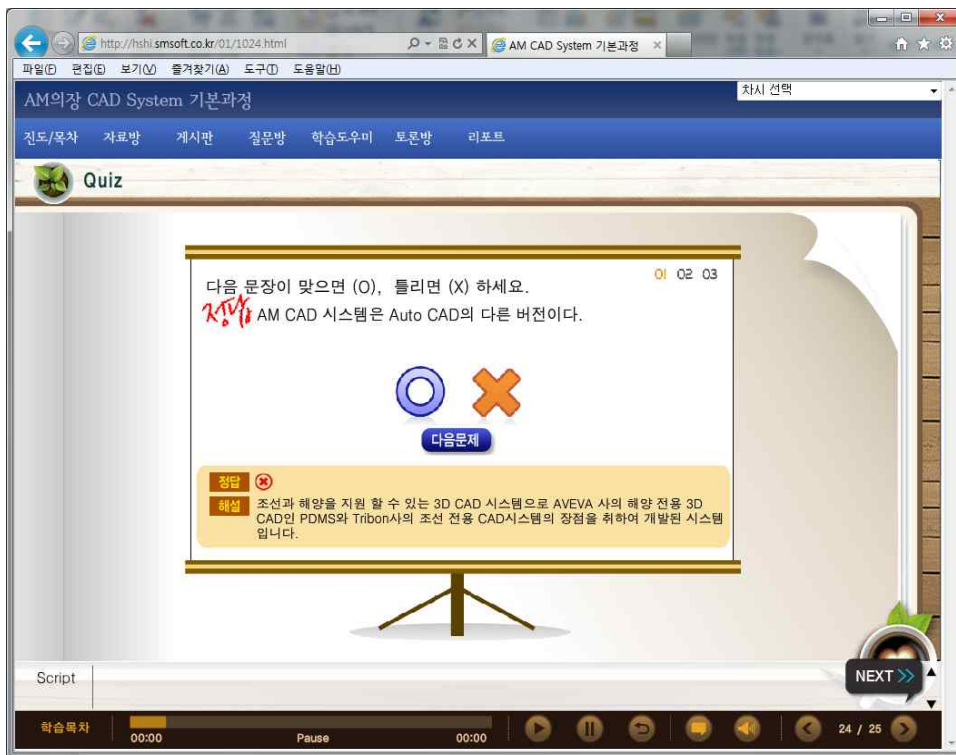 http://hshi.smsoft.co.kr/01/1024.html
AM CAD System 기본과정
파일(F) 편집(E) 보기(V) 즐겨찾기(A) 도구(T) 도움말(H)
AM의장 CAD System 기본과정
차시 선택
진도/목차 자료방 게시판 질문방 학습도우미 토론방 리포트
Quiz
01 02 03
다음 문장이 맞으면 (O), 틀리면 (X) 하세요.
정답 AM CAD 시스템은 Auto CAD의 다른 버전이다.
다음문제
정답
해설 조선과 해양을 지원 할 수 있는 3D CAD 시스템으로 AVEVA 사의 해양 전용 3D
CAD인 PDMS와 Tribon사의 조선 전용 CAD시스템의 장점을 취하여 개발된 시스템
입니다.
Script
NEXT
학습목차
00:00 Pause 00:00
24 / 25